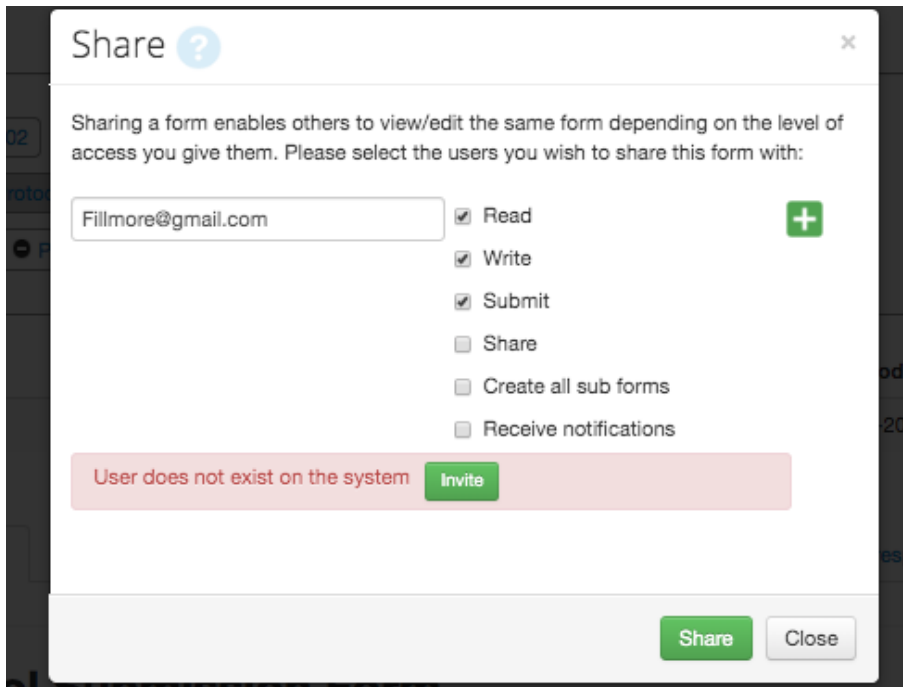 Share ?
×
Sharing a form enables others to view/edit the same form depending on the level of
access you give them. Please select the users you wish to share this form with:
02
Fillmore@gmail.com
Read
Write
Submit
Share
Create all sub forms
Receive notifications
User does not exist on the system Invite
Share Close